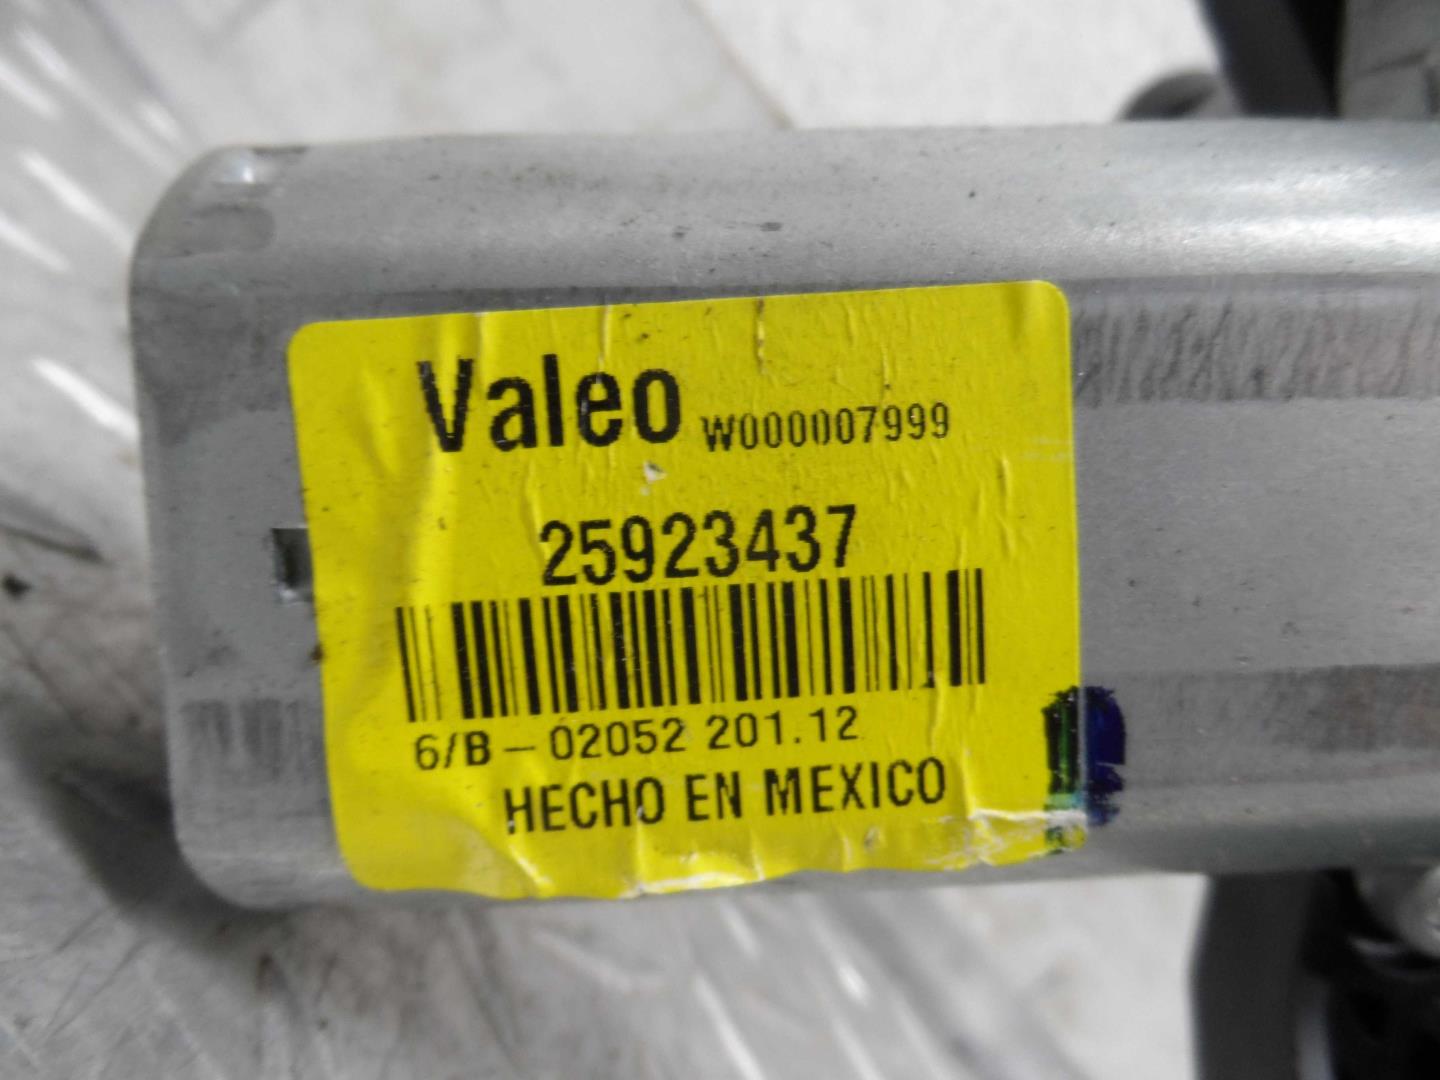 Valeo W000007999
25923437
6/B - 02052 201.12
HECHO EN MEXICO